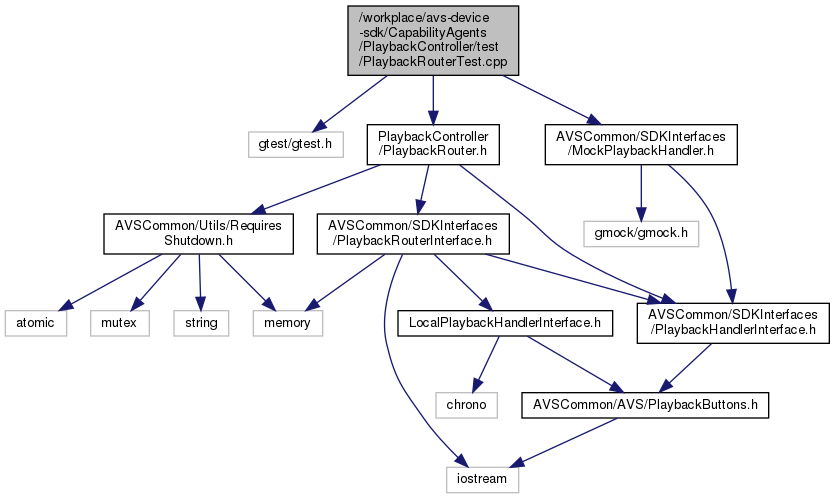 /workplace/avs-device
-sdk/CapabilityAgents
/PlaybackController/test
/PlaybackRouterTest.cpp
gtest/gtest.h
PlaybackController
/PlaybackRouter.h
AVSCommon/SDKInterfaces
/MockPlaybackHandler.h
AVSCommon/Utils/Requires
Shutdown.h
AVSCommon/SDKInterfaces
/PlaybackRouterInterface.h
gmock/gmock.h
atomic
mutex
string
memory
LocalPlaybackHandlerInterface.h
AVSCommon/SDKInterfaces
/PlaybackHandlerInterface.h
chrono
AVSCommon/AVS/PlaybackButtons.h
iostream